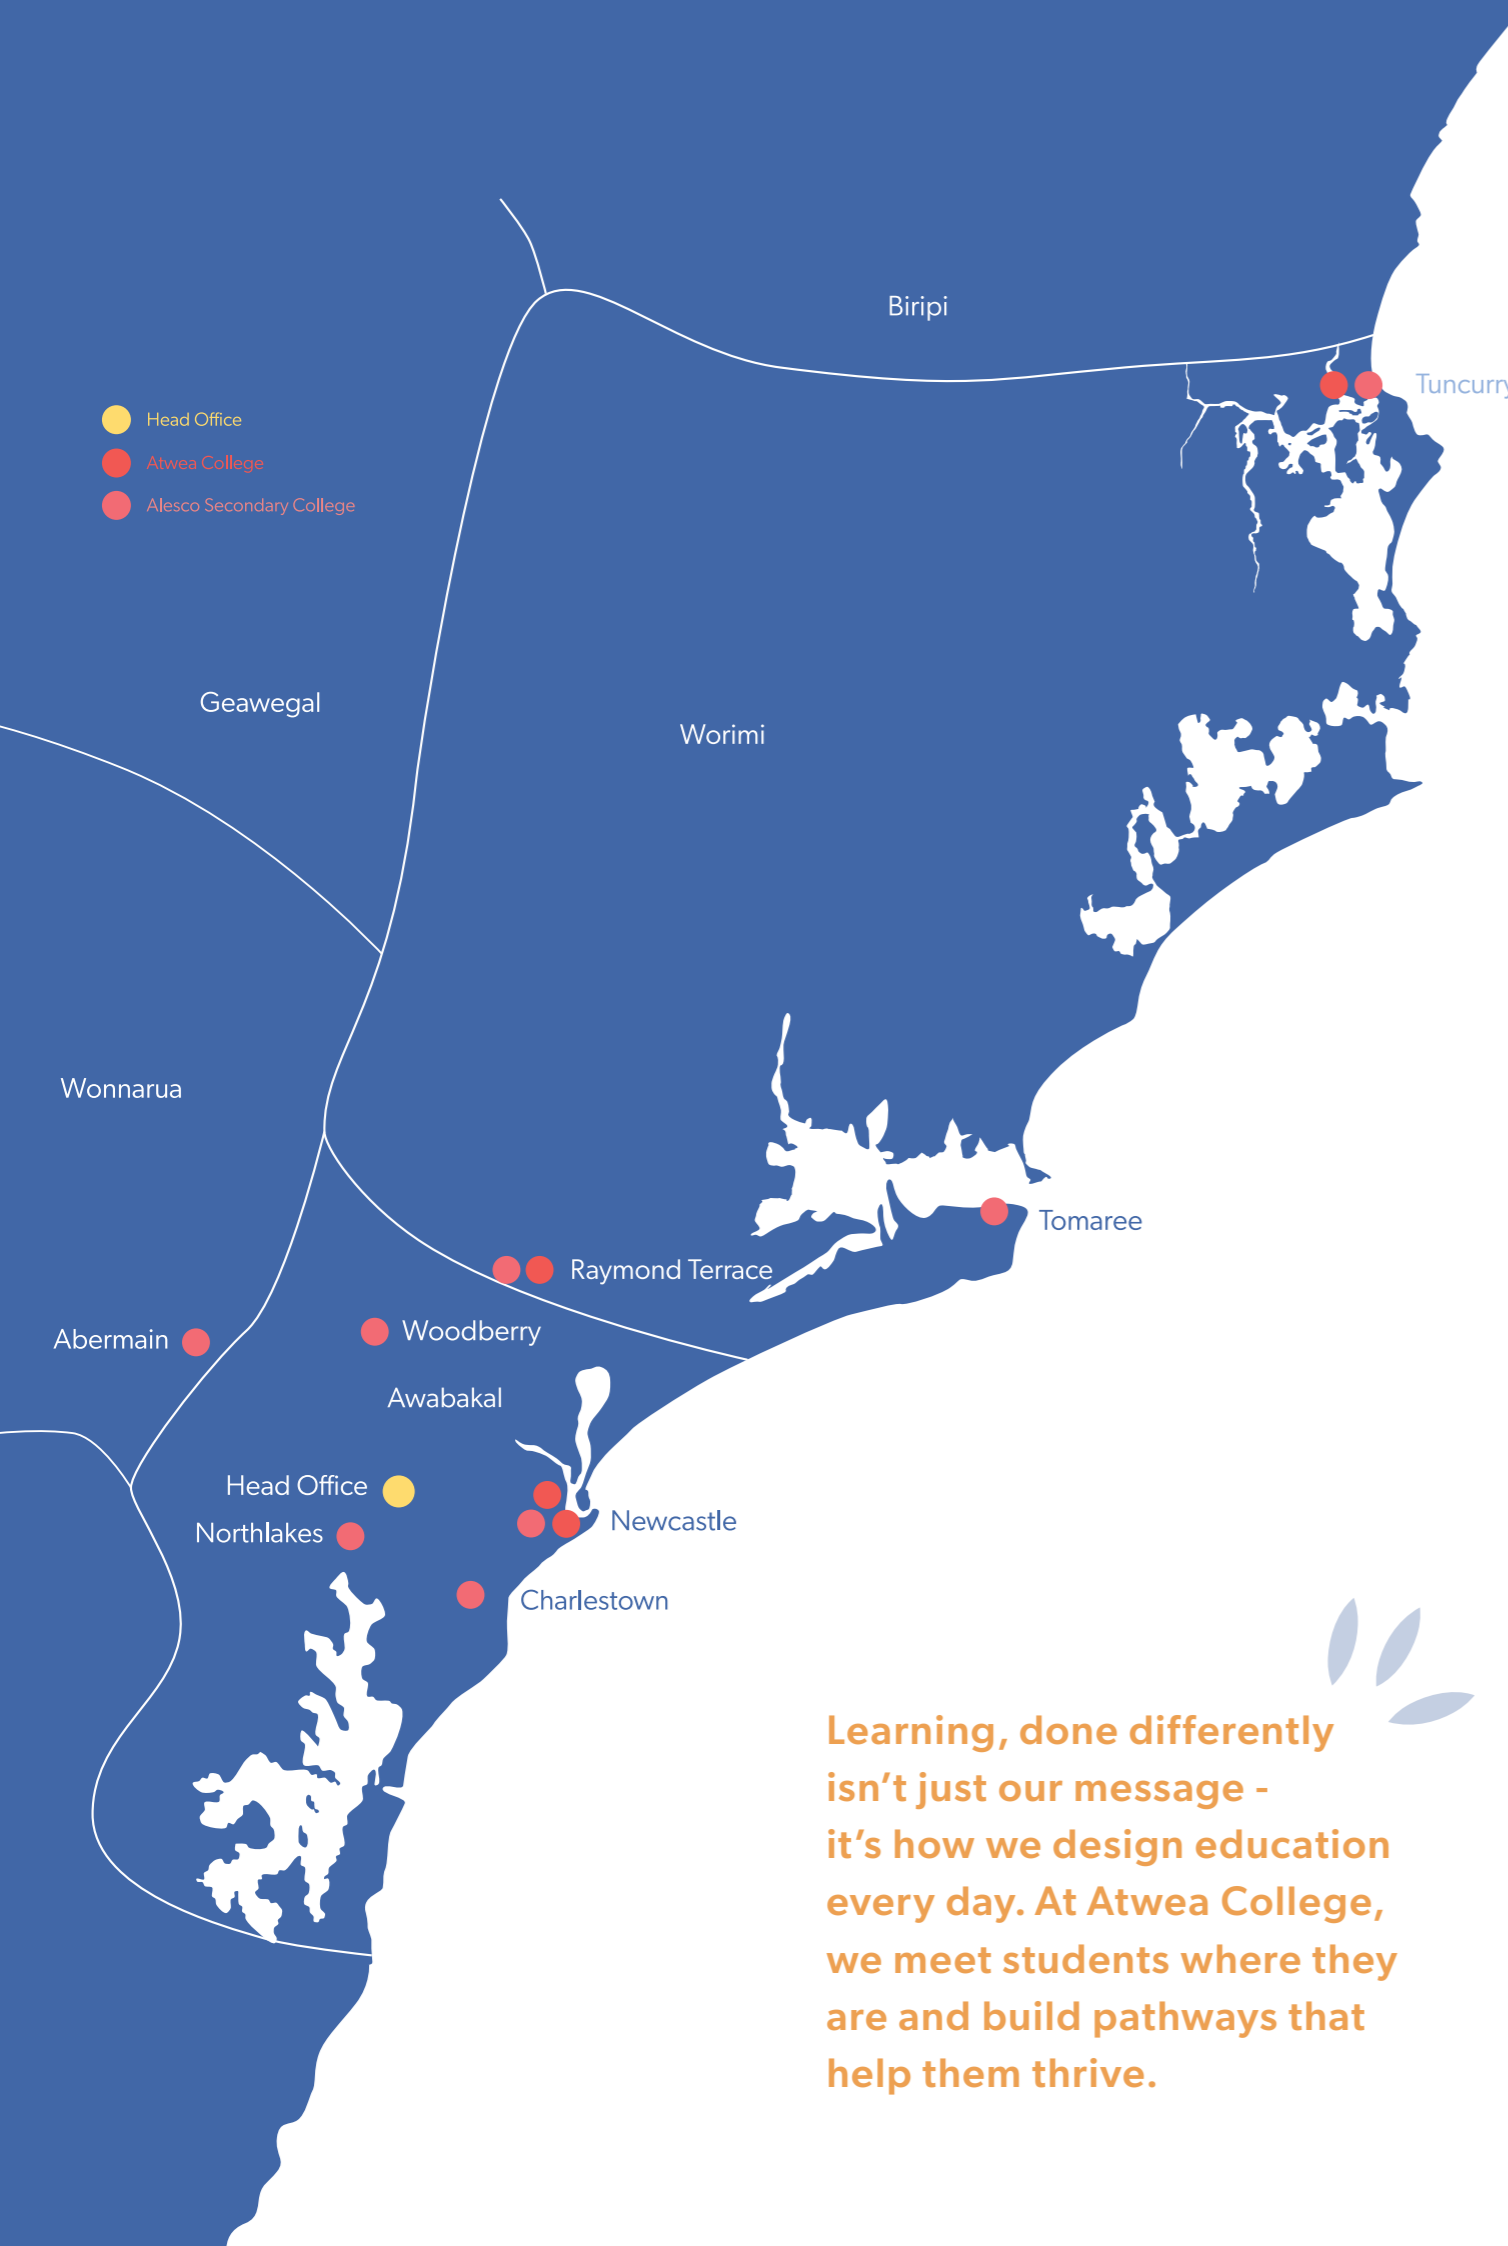 Biripi
Tuncurry
Head Office
Atwea College
Alesco Secondary College
Geawegal
Worimi
Wonnarua
Tomaree
Raymond Terrace
Woodberry
Abermain
Awabakal
Head Office
Newcastle
Northlakes
Charlestown
Learning, done differently
isn’t just our message -
it’s how we design education
every day. At Atwea College,
we meet students where they
are and build pathways that
help them thrive.